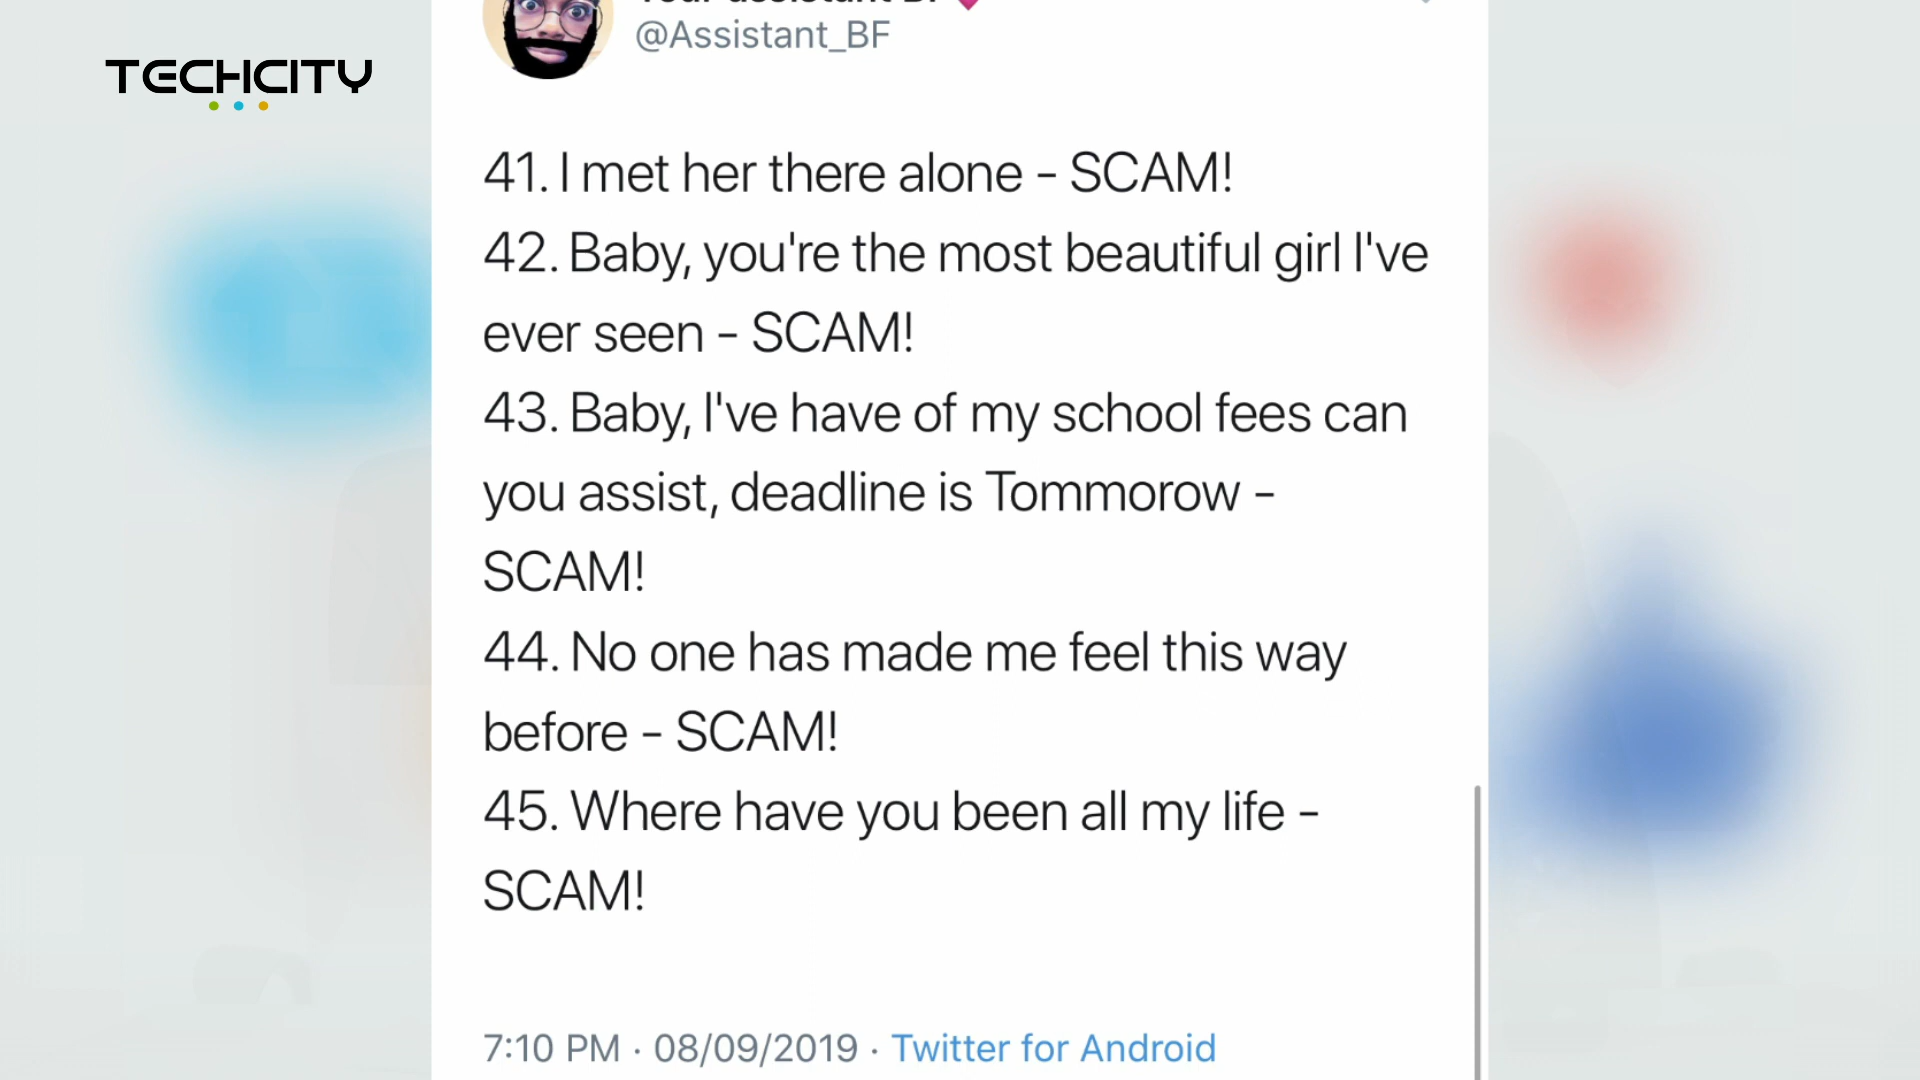 TECHCITY
Your assistant BF
@Assistant_BF
41. I met her there alone - SCAM!
42. Baby, you're the most beautiful girl I've
ever seen - SCAM!
43. Baby, I've have of my school fees can
you assist, deadline is Tommorow -
SCAM!
44. No one has made me feel this way
before - SCAM!
45. Where have you been all my life -
SCAM!
7:10 PM · 08/09/2019 · Twitter for Android